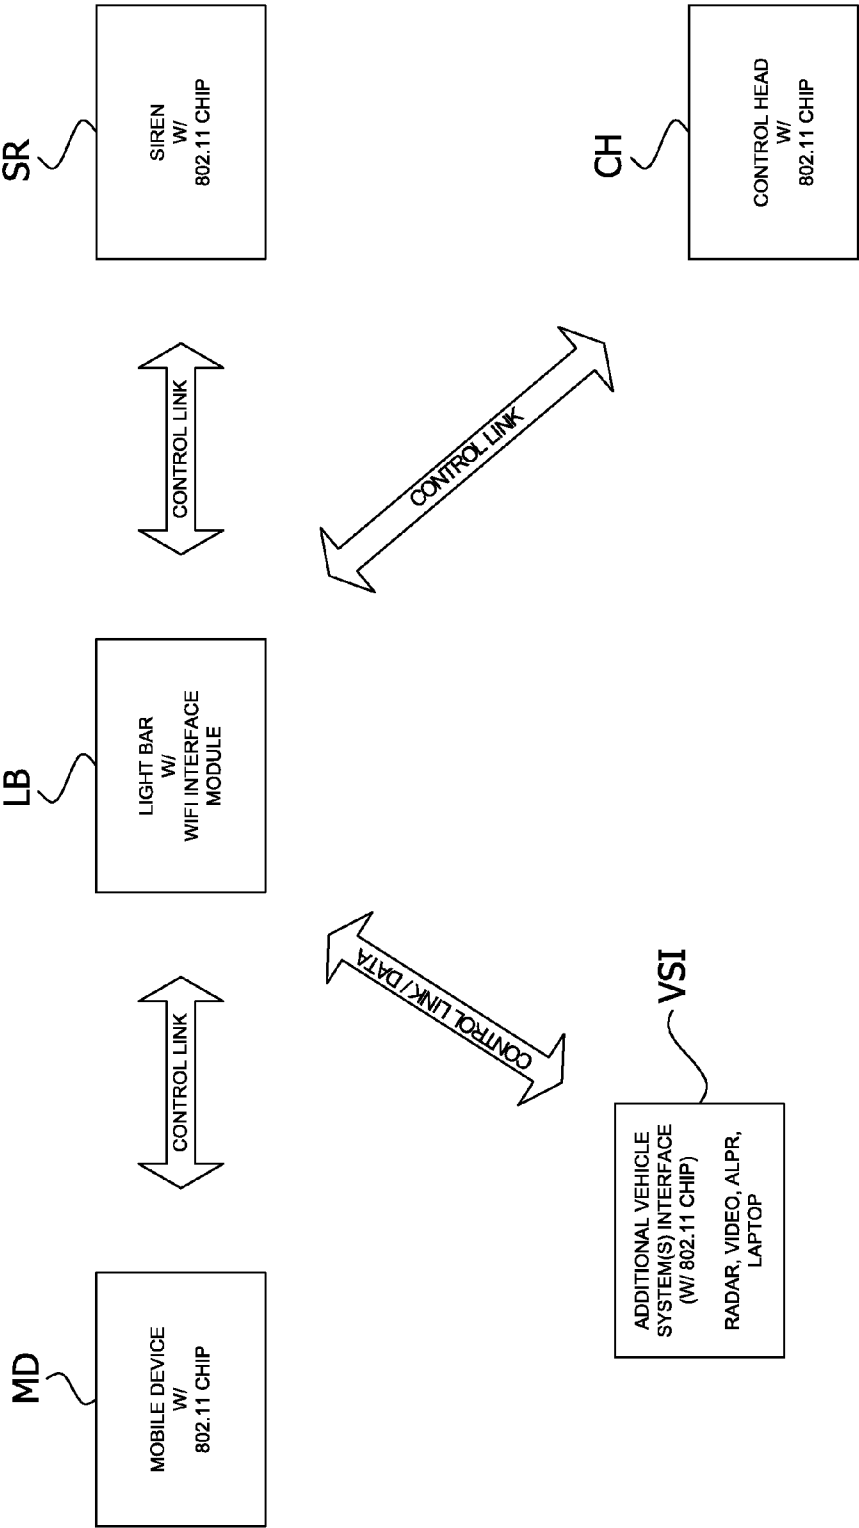 MD
MOBILE DEVICE
W/
802.11 CHIP
CONTROL LINK
LB
LIGHT BAR
W/
WIFI INTERFACE
MODULE
CONTROL LINK
SR
SIREN
W/
802.11 CHIP
CONTROL LINK / DATA
CONTROL LINK
VSI
ADDITIONAL VEHICLE
SYSTEM(S) INTERFACE
(W/ 802.11 CHIP)
RADAR, VIDEO, ALPR,
LAPTOP
CH
CONTROL HEAD
W/
802.11 CHIP